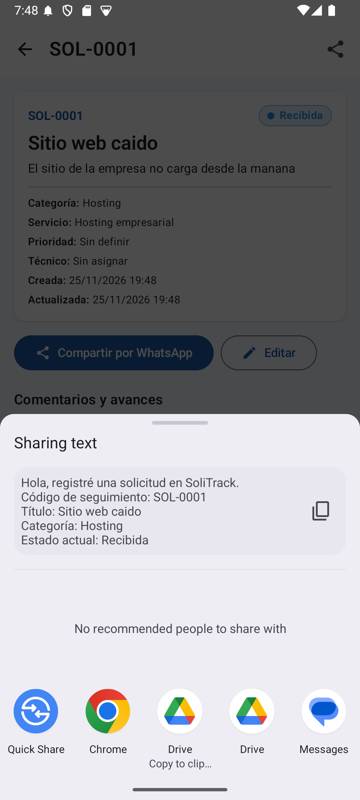 7:48
SOL-0001
SOL-0001
Recibida
Sitio web caido
El sitio de la empresa no carga desde la manana
Categoría: Hosting
Servicio: Hosting empresarial
Prioridad: Sin definir
Técnico: Sin asignar
Creada: 25/11/2026 19:48
Actualizada: 25/11/2026 19:48
Compartir por WhatsApp
Editar
Comentarios y avances
Sharing text
Hola, registré una solicitud en SoliTrack.
Código de seguimiento: SOL-0001
Título: Sitio web caido
Categoría: Hosting
Estado actual: Recibida
No recommended people to share with
Quick Share
Chrome
Drive
Copy to clip...
Drive
Messages